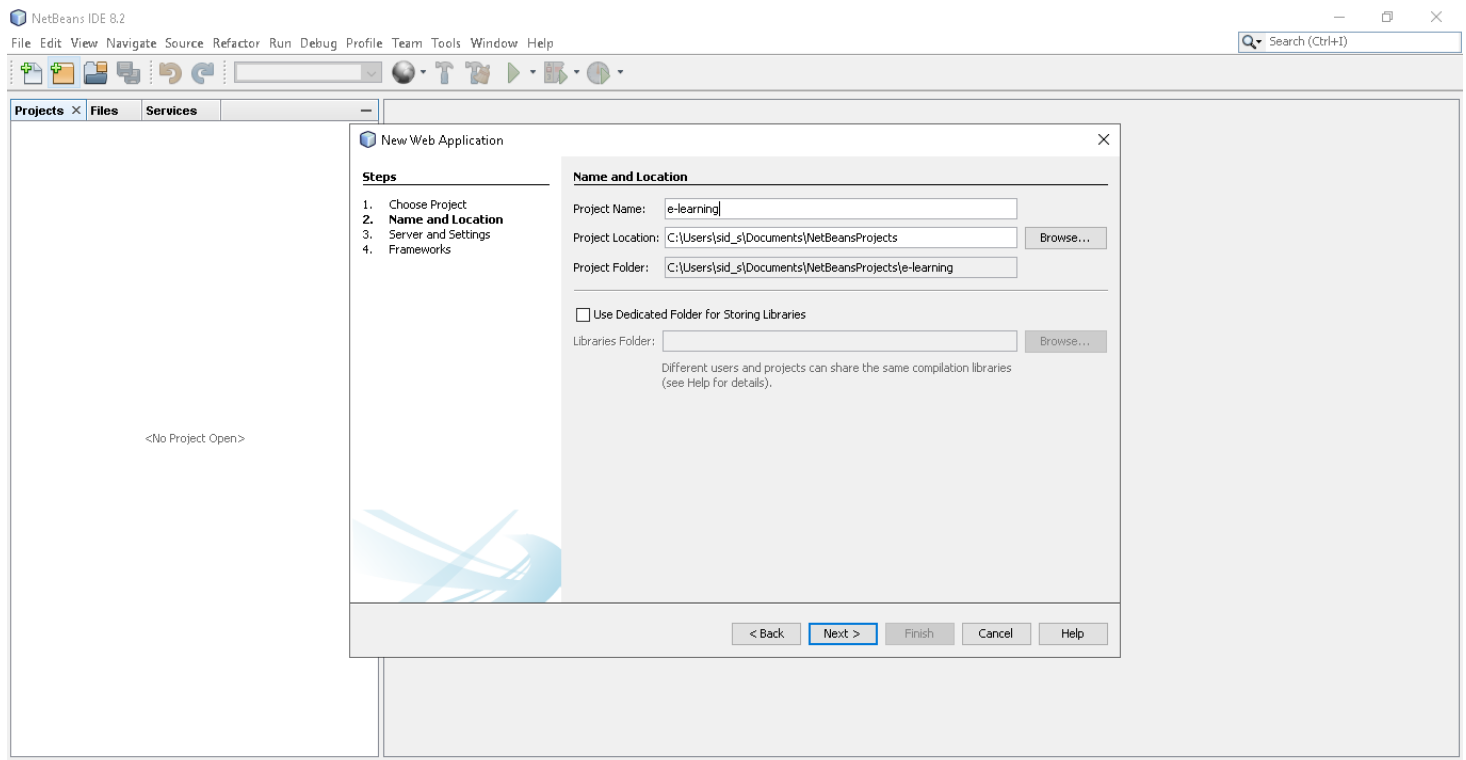 NetBeans IDE 8.2
File Edit View Navigate Source Refactor Run Debug Profile Team Tools Window Help
Search (Ctrl+I)
Projects Files Services
New Web Application
Steps
1. Choose Project
2. Name and Location
3. Server and Settings
4. Frameworks
Name and Location
Project Name: e-learning
Project Location: C:\Users\sid_s\Documents\NetBeansProjects Browse...
Project Folder: C:\Users\sid_s\Documents\NetBeansProjects\e-learning
Use Dedicated Folder for Storing Libraries
Libraries Folder: Browse...
Different users and projects can share the same compilation libraries
(see Help for details).
<No Project Open>
< Back Next > Finish Cancel Help